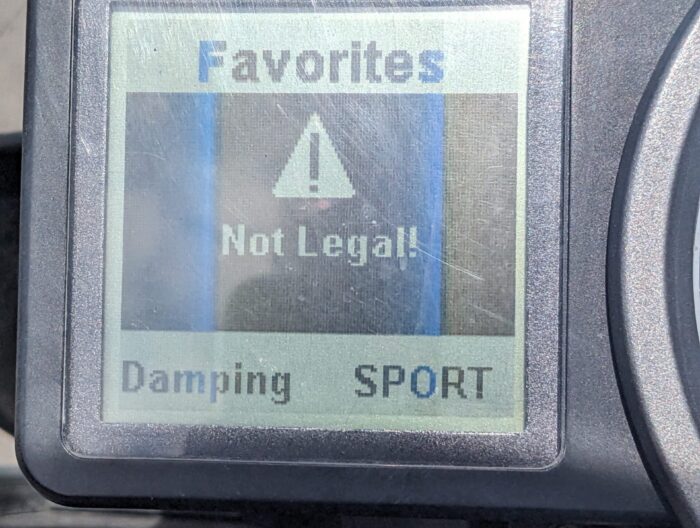 Favorites
!
Not Legal!
Damping SPORT